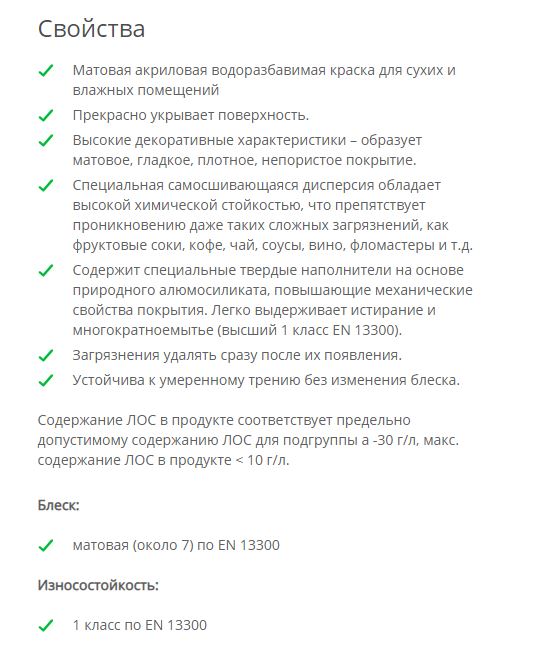 Свойства
Матовая акриловая водоразбавимая краска для сухих и
влажных помещений
Прекрасно укрывает поверхность.
Высокие декоративные характеристики – образует
матовое, гладкое, плотное, непористое покрытие.
Специальная самосшивающаяся дисперсия обладает
высокой химической стойкостью, что препятствует
проникновению даже таких сложных загрязнений, как
фруктовые соки, кофе, чай, соусы, вино, фломастеры и т.д.
Содержит специальные твердые наполнители на основе
природного алюмосиликата, повышающие механические
свойства покрытия. Легко выдерживает истирание и
многократноемытье (высший 1 класс EN 13300).
Загрязнения удалять сразу после их появления.
Устойчива к умеренному трению без изменения блеска.
Содержание ЛОС в продукте соответствует предельно
допустимому содержанию ЛОС для подгруппы а -30 г/л, макс.
содержание ЛОС в продукте < 10 г/л.
Блеск:
матовая (около 7) по EN 13300
Износостойкость:
1 класс по EN 13300